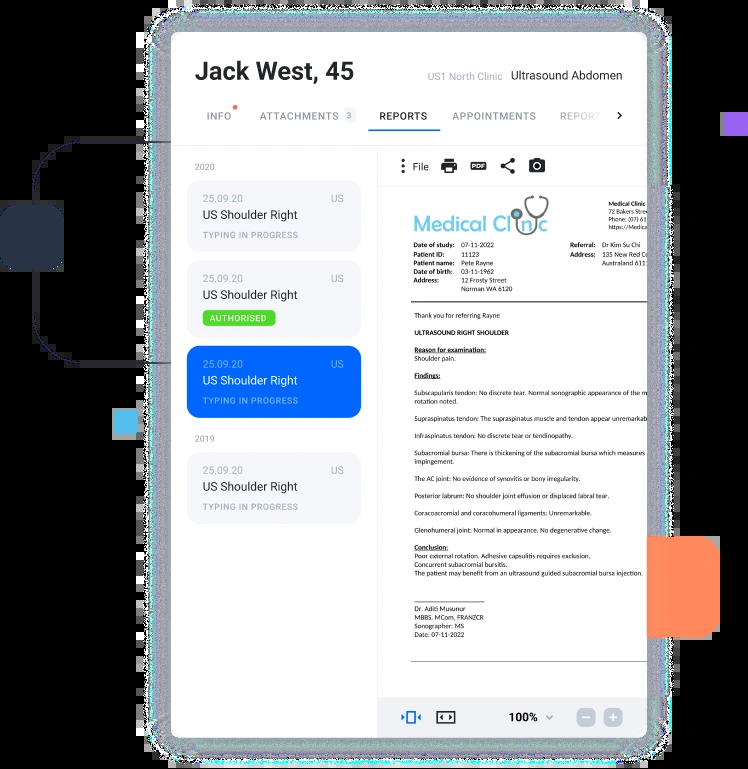 Jack West, 45
US1 North Clinic Ultrasound Abdomen
INFO ATTACHMENTS 3 REPORTS APPOINTMENTS REPORT
2020
25.09.20 US
US Shoulder Right
TYPING IN PROGRESS
25.09.20 US
US Shoulder Right
AUTHORISED
25.09.20 US
US Shoulder Right
TYPING IN PROGRESS
2019
25.09.20 US
US Shoulder Right
TYPING IN PROGRESS
File PDF
Medical Clinic
Medical Clinic
72 Bakers Stree
Phone: (07) 61
https://Medica
Date of study: 07-11-2022
Patient ID: 11123
Patient name: Pete Rayne
Date of birth: 03-11-1962
Address: 12 Frosty Street
Norman WA 6120
Referral: Dr Kim Su Chi
Address: 135 New Red C
Australand 611
Thank you for referring Rayne
ULTRASOUND RIGHT SHOULDER
Reason for examination:
Shoulder pain.
Findings:
Subscapularis tendon: No discrete tear. Normal sonographic appearance of the m
rotation noted.
Supraspinatus tendon: The supraspinatus muscle and tendon appear unremarkab
Infraspinatus tendon: No discrete tear or tendinopathy.
Subacromial bursa: There is thickening of the subacromial bursa which measures
impingement.
The AC joint: No evidence of synovitis or bony irregularity.
Posterior labrum: No shoulder joint effusion or displaced labral tear.
Coracoacromial and coracohumeral ligaments: Unremarkable.
Glenohumeral joint: Normal in appearance. No degenerative change.
Conclusion:
Poor external rotation. Adhesive capsulitis requires exclusion.
Concurrent subacromial bursitis.
The patient may benefit from an ultrasound guided subacromial bursa injection.
Dr. Aditi Musunur
MBBS. MCom, FRANZCR
Sonographer: MS
Date: 07-11-2022
100%